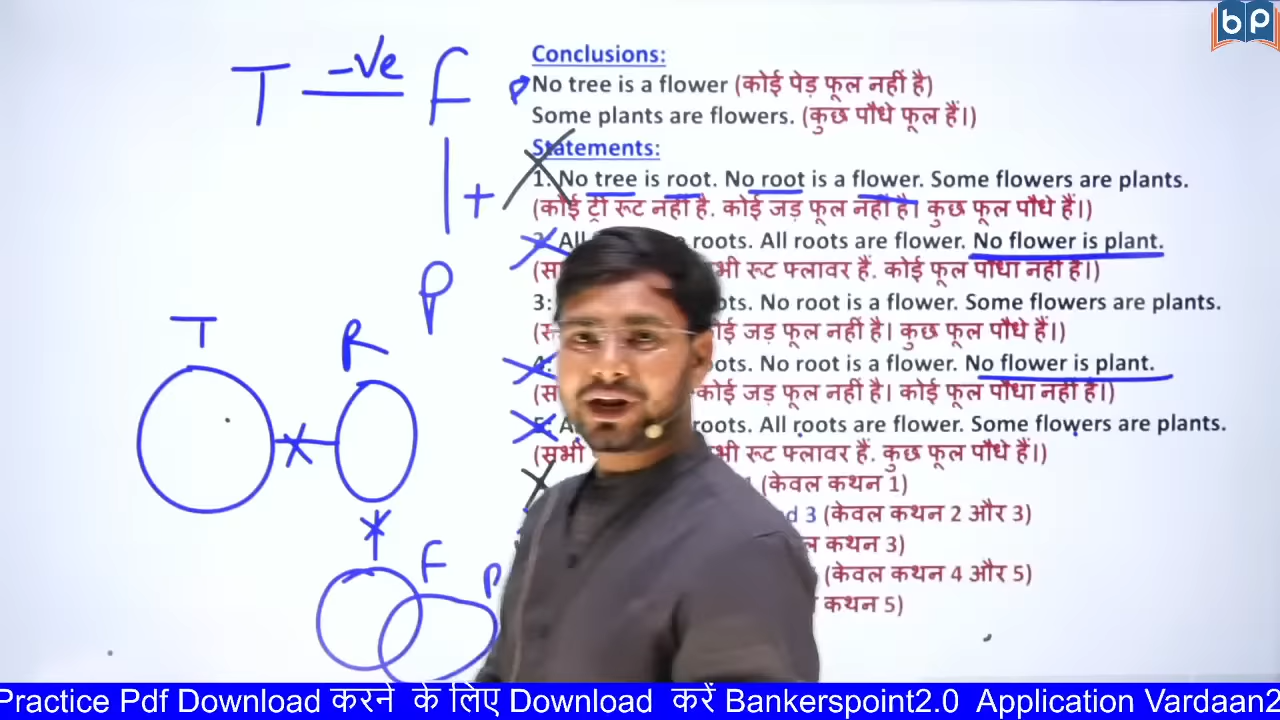 bp
T -ve F
+
P
T
R
F
P
Conclusions:
No tree is a flower (कोई पेड़ फूल नहीं है)
Some plants are flowers. (कुछ पौधे फूल हैं।)
Statements:
1. No tree is root. No root is a flower. Some flowers are plants.
(कोई ट्री रूट नहीं है. कोई जड़ फूल नहीं है। कुछ फूल पौधे हैं।)
All roots. All roots are flower. No flower is plant.
भी रूट फ्लावर हैं. कोई फूल पौधा नहीं है।)
3: No root is a flower. Some flowers are plants.
जड़ फूल नहीं है। कुछ फूल पौधे हैं।)
4. No root is a flower. No flower is plant.
कोई जड़ फूल नहीं है। कोई फूल पौधा नहीं है।)
5: roots. All roots are flower. Some flowers are plants.
(सभी भी रूट फ्लावर हैं. कुछ फूल पौधे हैं।)
(केवल कथन 1)
3 (केवल कथन 2 और 3)
कथन 3)
(केवल कथन 4 और 5)
कथन 5)
Practice Pdf Download करने के लिए Download करें Bankerspoint2.0 Application Vardaan2